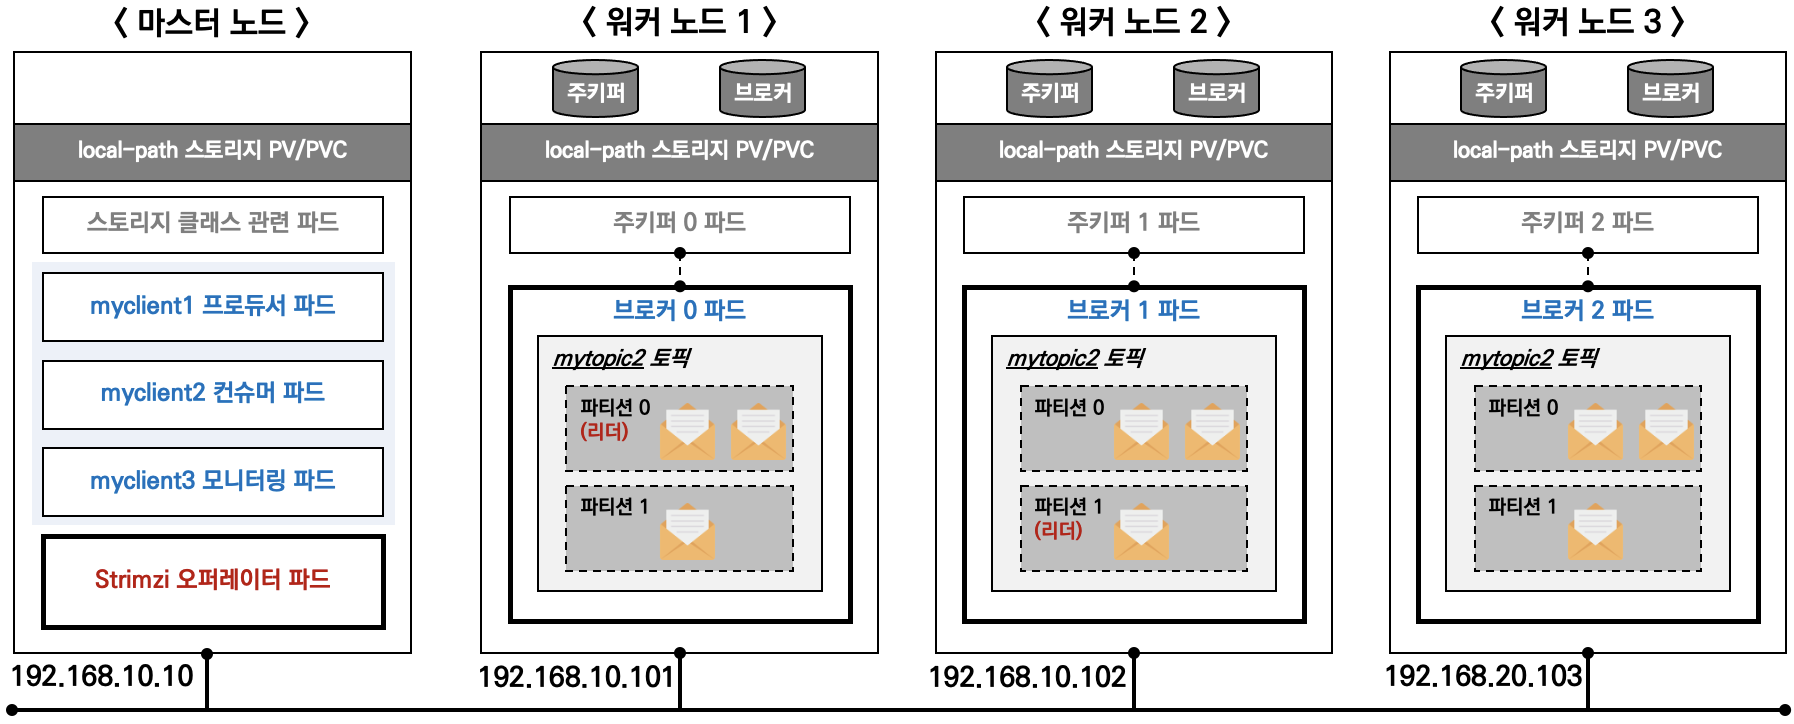 < 마스터 노드 >
local-path 스토리지 PV/PVC
스토리지 클래스 관련 파드
myclient1 프로듀서 파드
myclient2 컨슈머 파드
myclient3 모니터링 파드
Strimzi 오퍼레이터 파드
192.168.10.10
< 워커 노드 1 >
주키퍼
브로커
local-path 스토리지 PV/PVC
주키퍼 0 파드
브로커 0 파드
mytopic2 토픽
파티션 0
(리더)
파티션 1
192.168.10.101
< 워커 노드 2 >
주키퍼
브로커
local-path 스토리지 PV/PVC
주키퍼 1 파드
브로커 1 파드
mytopic2 토픽
파티션 0
파티션 1
(리더)
192.168.10.102
< 워커 노드 3 >
주키퍼
브로커
local-path 스토리지 PV/PVC
주키퍼 2 파드
브로커 2 파드
mytopic2 토픽
파티션 0
파티션 1
192.168.20.103